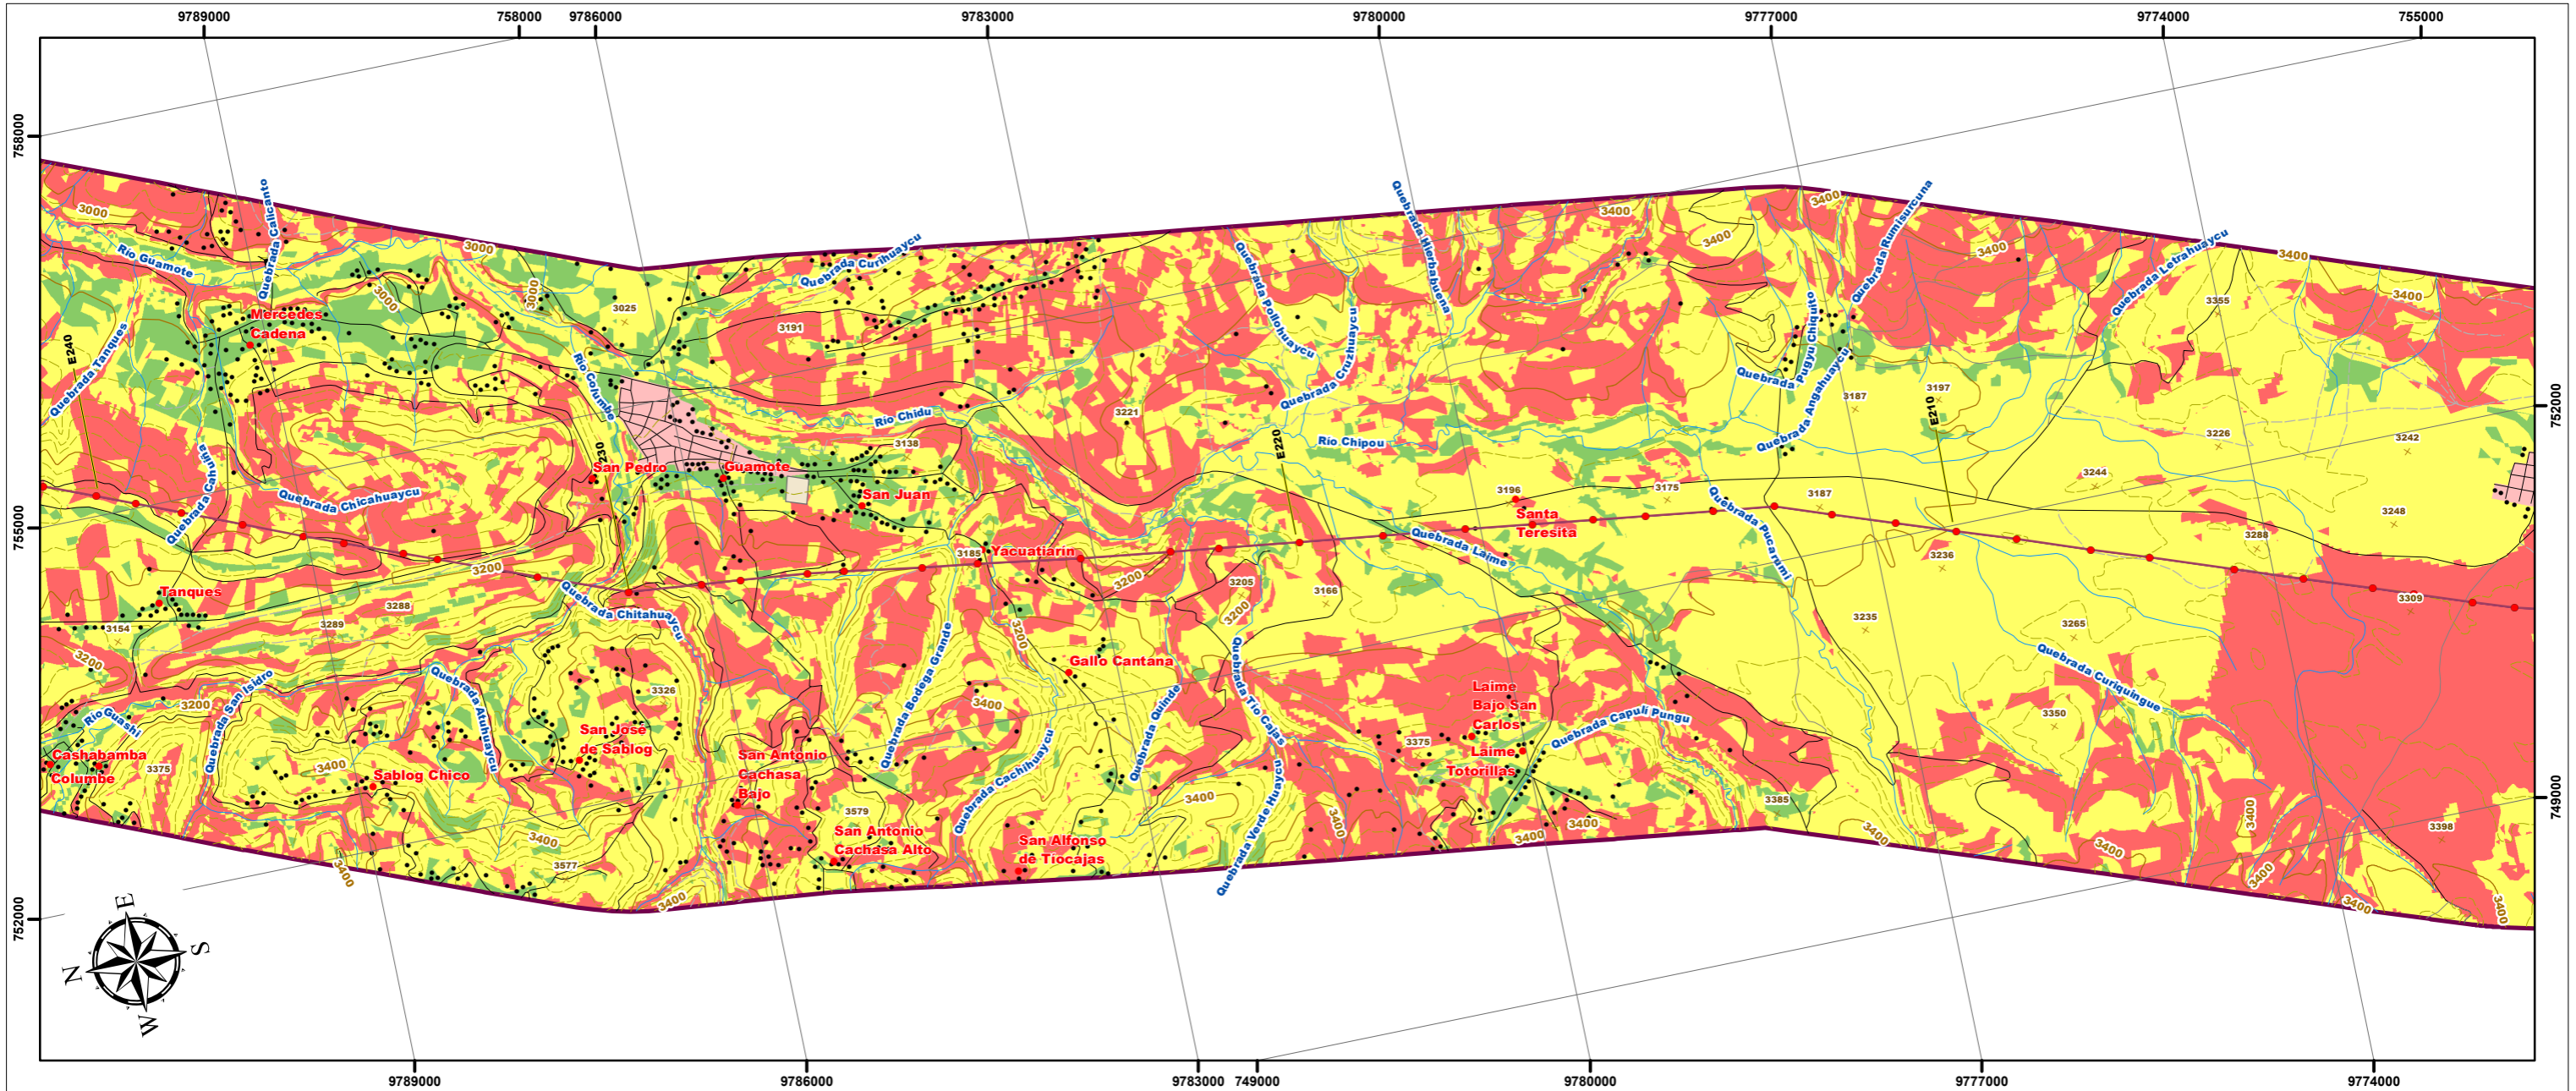 9789000
758000
9786000
9783000
9780000
9777000
9774000
755000
758000
755000
752000
752000
749000
9789000
9786000
9783000
749000
9780000
9777000
9774000
3000
Río Guamote
Quebrada Calicianto
3000
3000
3000
Quebrada Tanques
E240
Mercedes
Cadena
Río Columbe
3025
3191
Quebrada Curihuaycu
Río Chidu
3138
San Pedro
Guamote
San Juan
Quebrada Chicahuaycu
3200
Tanques
3154
3288
3289
3200
Quebrada Chitahuaycu
3185
Yacuatiarin
3200
3205
3200
3166
3221
E220
Río Chipou
Quebrada Pollohuaycu
Quebrada Cruzhuaycu
Quebrada Hierbabuena
3400
3400
3400
Quebrada Rumisurcuna
3400
Quebrada Letrahuaycu
3400
3400
3355
Quebrada Pugyu Chiquito
Quebrada Angahuaycu
3187
3197
E210
3226
3242
3244
3248
3196
3175
3187
Santa
Teresita
Quebrada Laime
Quebrada Pucarumi
3236
3288
3235
3265
3309
Quebrada Curiquingue
3350
Río Guashi
3200
Quebrada San Isidro
Quebrada Atuhuaycu
3326
San José
de Sablog
Cashabamba
Columbe
3375
3400
Sablog Chico
3400
3577
3400
3400
San Antonio
Cachasa
Bajo
3579
San Antonio
Cachasa Alto
Quebrada Bodega Grande
3200
Gallo Cantana
3400
Quebrada Cachihuaycu
San Alfonso
de Tiocajas
Quebrada Quinde
3400
Quebrada Tio Cajas
Quebrada Verde Huaycu
3400
Laime
Bajo San
Carlos
3375
Laime
Totorillas
Quebrada Capuli Pungu
3400
3400
3385
3400
3400
3400
3400
3398
3400
3400
N
E
S
W